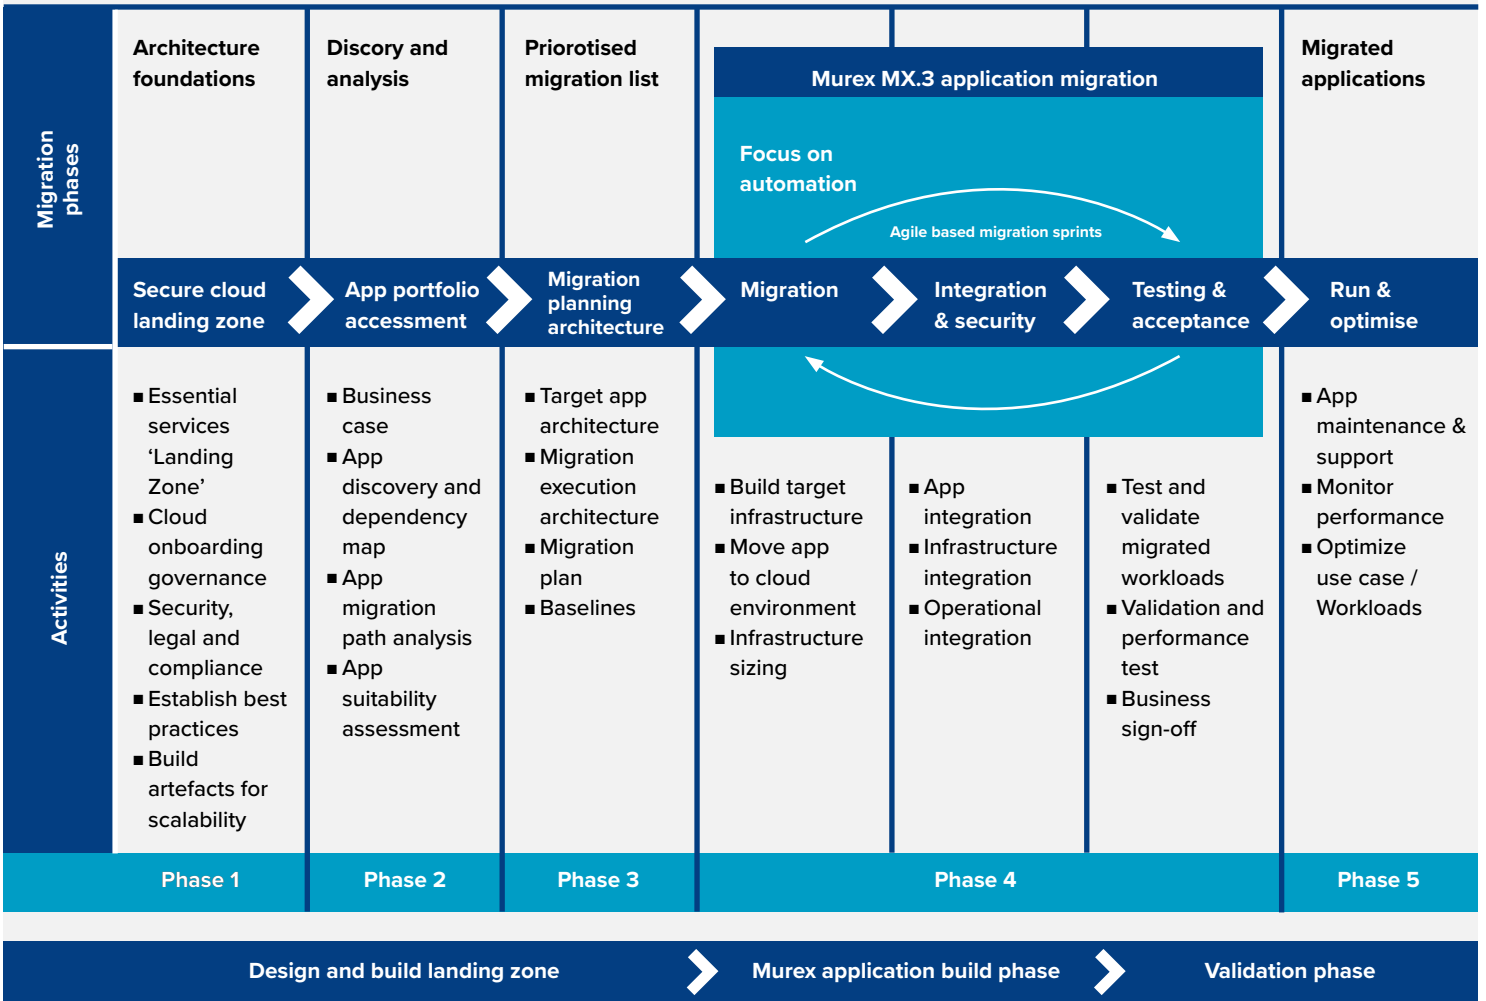 Migration
phases
Architecture
foundations
Discory and
analysis
Priorotised
migration list
Murex MX.3 application migration
Focus on
automation
Agile based migration sprints
Migrated
applications
Secure cloud
landing zone
App portfolio
accessment
Migration
planning
architecture
Migration
Integration
& security
Testing &
acceptance
Run &
optimise
Activities
▪ Essential
services
‘Landing
Zone’
▪ Cloud
onboarding
governance
▪ Security,
legal and
compliance
▪ Establish best
practices
▪ Build
artefacts for
scalability
▪ Business
case
▪ App
discovery and
dependency
map
▪ App
migration
path analysis
▪ App
suitability
assessment
▪ Target app
architecture
▪ Migration
execution
architecture
▪ Migration
plan
▪ Baselines
▪ Build target
infrastructure
▪ Move app
to cloud
environment
▪ Infrastructure
sizing
▪ App
integration
▪ Infrastructure
integration
▪ Operational
integration
▪ Test and
validate
migrated
workloads
▪ Validation and
performance
test
▪ Business
sign-off
▪ App
maintenance &
support
▪ Monitor
performance
▪ Optimize
use case /
Workloads
Phase 1
Phase 2
Phase 3
Phase 4
Phase 5
Design and build landing zone
Murex application build phase
Validation phase